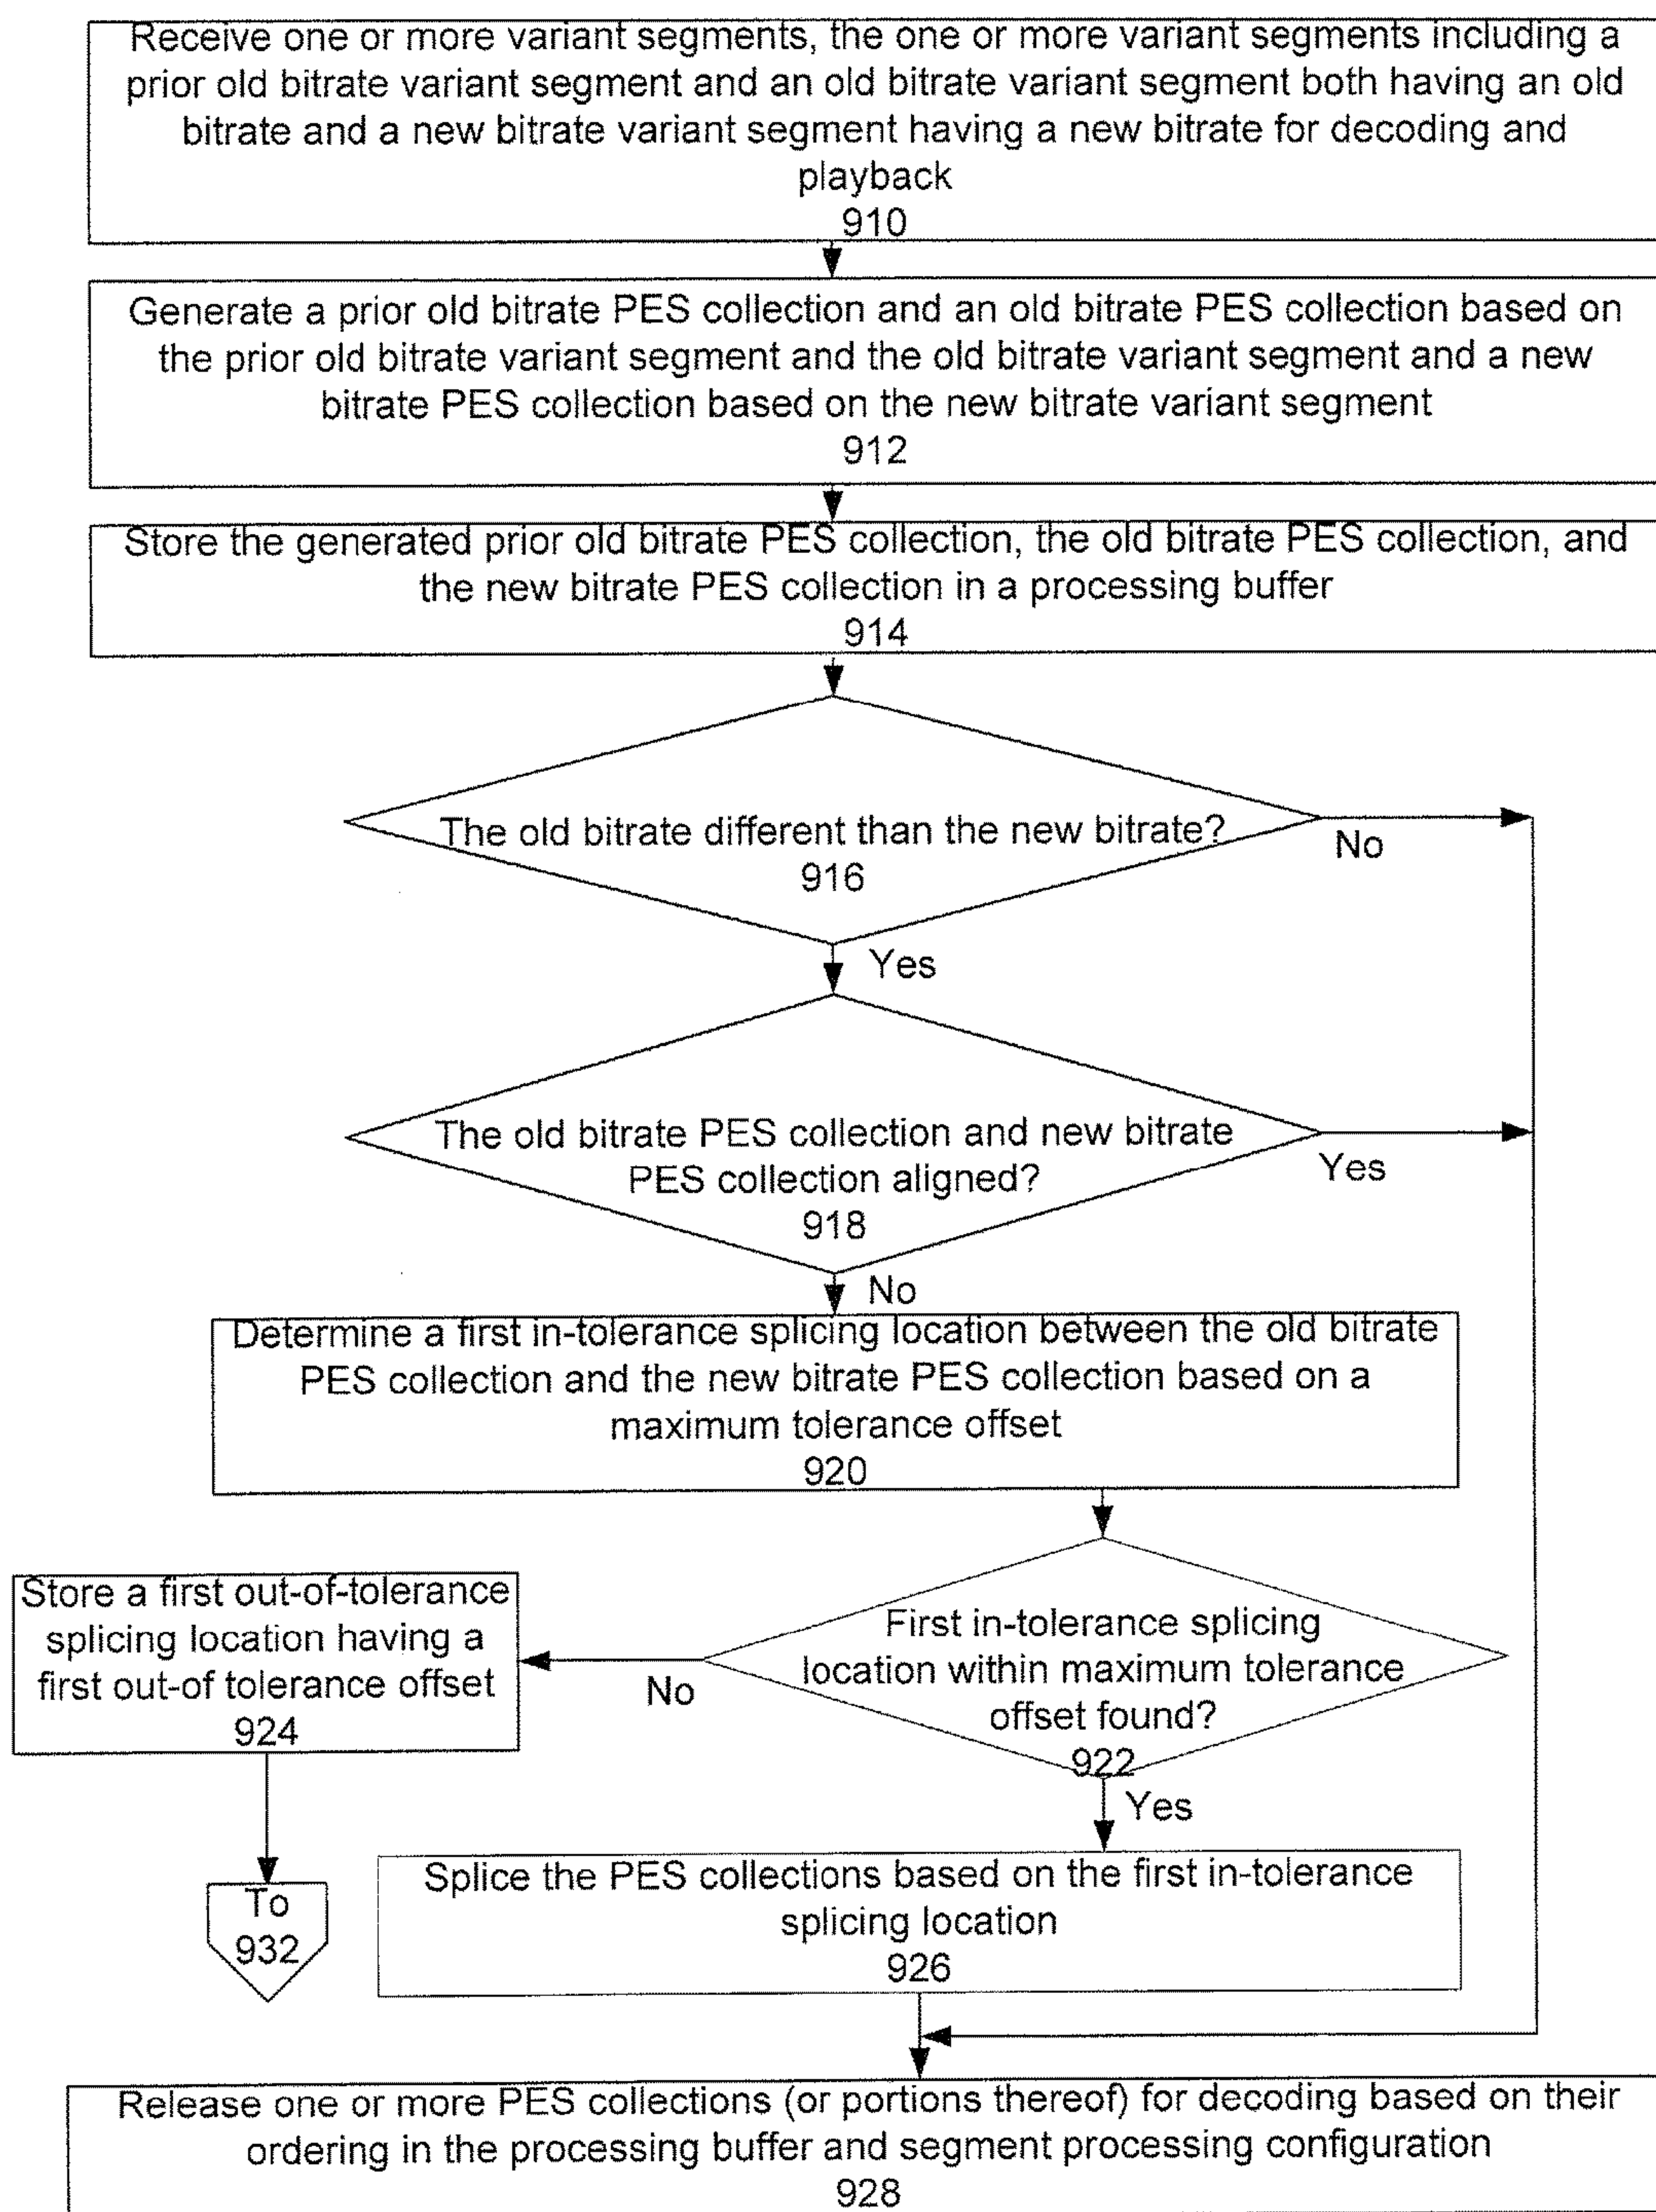 Receive one or more variant segments, the one or more variant segments including a
prior old bitrate variant segment and an old bitrate variant segment both having an old
bitrate and a new bitrate variant segment having a new bitrate for decoding and
playback
910
Generate a prior old bitrate PES collection and an old bitrate PES collection based on
the prior old bitrate variant segment and the old bitrate variant segment and a new
bitrate PES collection based on the new bitrate variant segment
912
Store the generated prior old bitrate PES collection, the old bitrate PES collection, and
the new bitrate PES collection in a processing buffer
914
The old bitrate different than the new bitrate?
916
No
Yes
The old bitrate PES collection and new bitrate
PES collection aligned?
918
Yes
No
Determine a first in-tolerance splicing location between the old bitrate
PES collection and the new bitrate PES collection based on a
maximum tolerance offset
920
First in-tolerance splicing
location within maximum tolerance
offset found?
922
No
Store a first out-of-tolerance
splicing location having a
first out-of tolerance offset
924
To
932
Yes
Splice the PES collections based on the first in-tolerance
splicing location
926
Release one or more PES collections (or portions thereof) for decoding based on their
ordering in the processing buffer and segment processing configuration
928